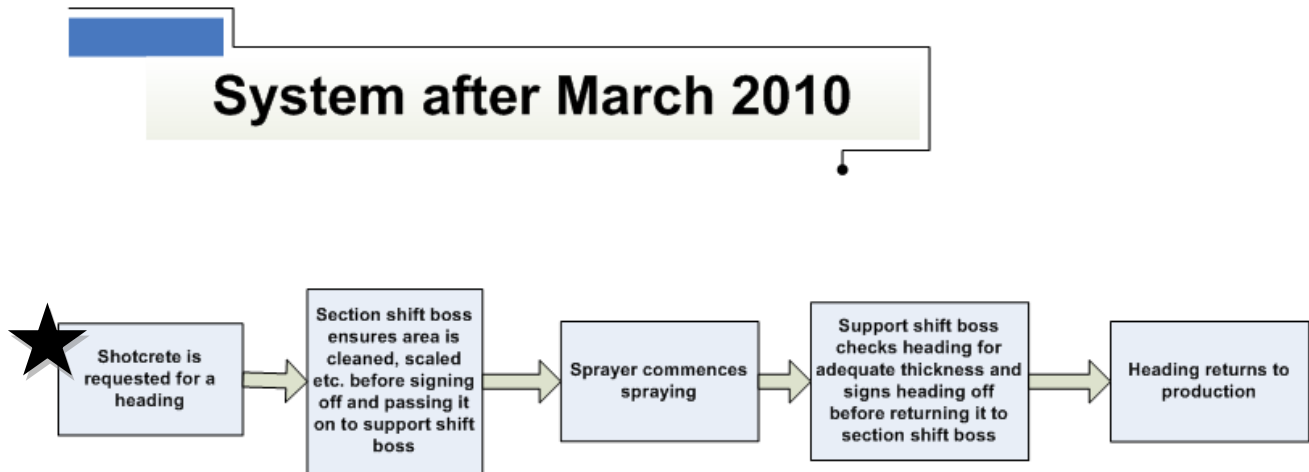 System after March 2010
Shotcrete is
requested for a
heading
Section shift boss
ensures area is
cleaned, scaled
etc. before signing
off and passing it
on to support shift
boss
Sprayer commences
spraying
Support shift boss
checks heading for
adequate thickness and
signs heading off
before returning it to
section shift boss
Heading returns to
production